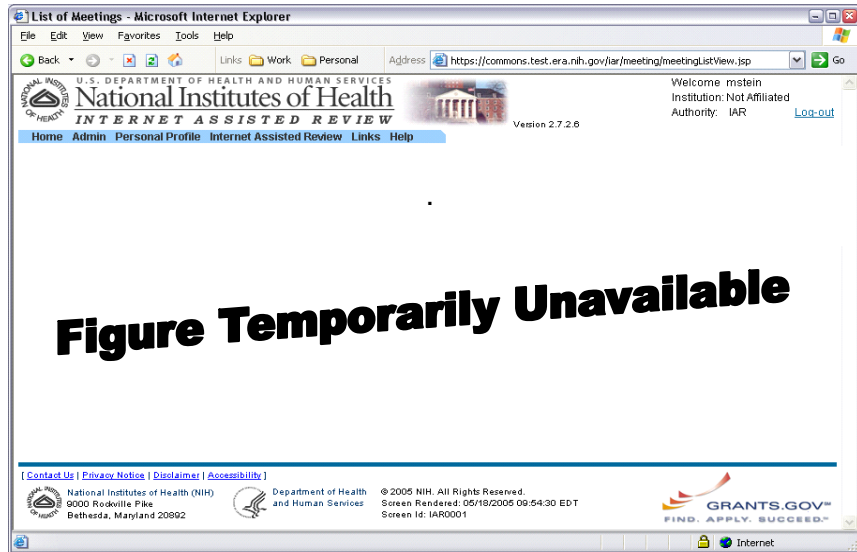 List of Meetings - Microsoft Internet Explorer
File Edit View Favorites Tools Help
Back Links Work Personal Address https://commons.test.era.nih.gov/iar/meeting/meetingListView.jsp Go
U.S. DEPARTMENT OF HEALTH AND HUMAN SERVICES
National Institutes of Health
INTERNET ASSISTED REVIEW
Version 2.7.2.6
Welcome mstein
Institution: Not Affiliated
Authority: IAR Log-out
Home Admin Personal Profile Internet Assisted Review Links Help
.
Figure Temporarily Unavailable
[ Contact Us | Privacy Notice | Disclaimer | Accessibility ]
National Institutes of Health (NIH)
9000 Rockville Pike
Bethesda, Maryland 20892
Department of Health
and Human Services
© 2005 NIH. All Rights Reserved.
Screen Rendered: 05/18/2005 09:54:30 EDT
Screen Id: IAR0001
GRANTS.GOV℠
FIND. APPLY. SUCCEED.℠
Internet